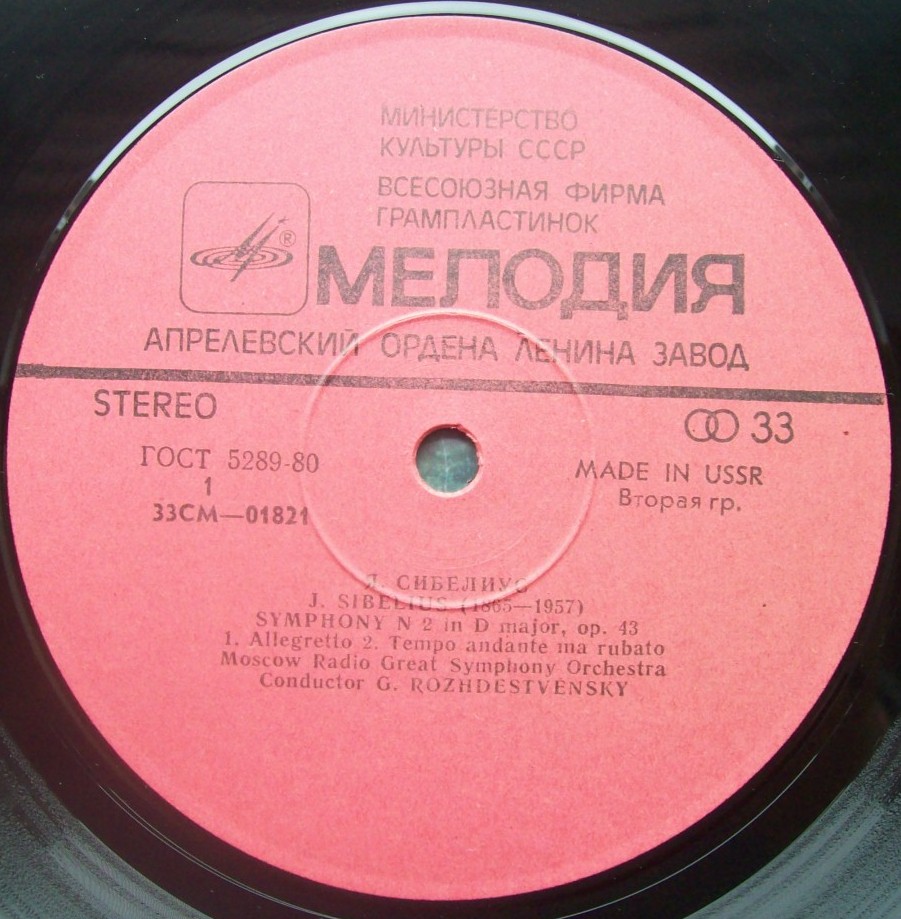 МИНИСТЕРСТВО
КУЛЬТУРЫ СССР
ВСЕСОЮЗНАЯ ФИРМА
ГРАМПЛАСТИНОК
®
МЕЛОДИЯ
АПРЕЛЕВСКИЙ ОРДЕНА ЛЕНИНА ЗАВОД
STEREO
33
ГОСТ 5289-80
MADE IN USSR
1
Вторая гр.
33СМ—01821
Я. СИБЕЛИУС
J. SIBELIUS (1865—1957)
SYMPHONY N 2 in D major, op. 43
1. Allegretto 2. Tempo andante ma rubato
Moscow Radio Great Symphony Orchestra
Conductor G. ROZHDESTVENSKY